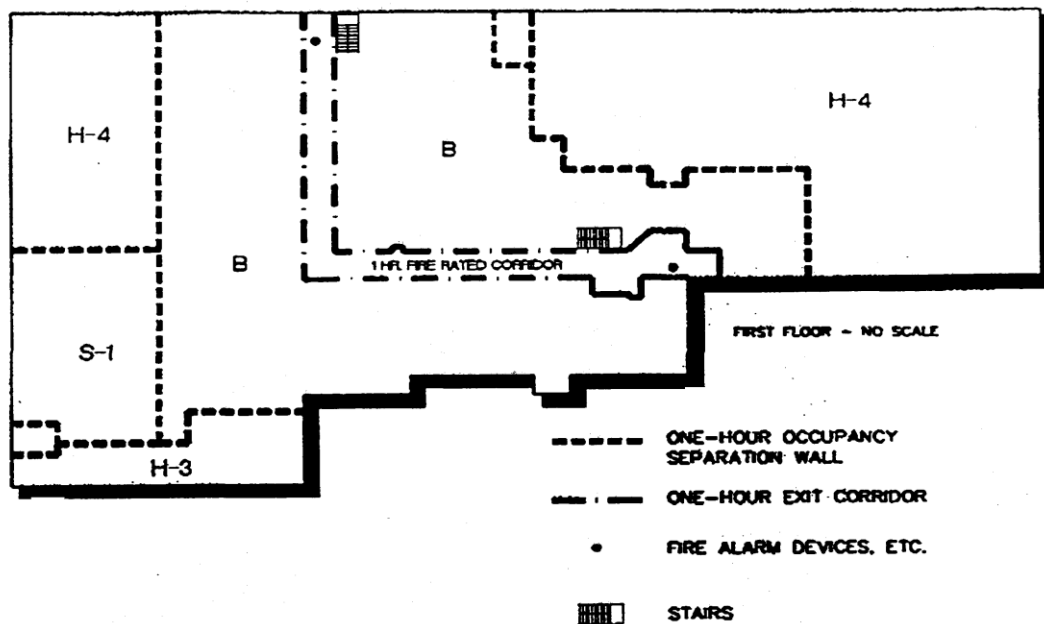 H-4
B
H-4
B
1 HR. FIRE RATED CORRIDOR
S-1
FIRST FLOOR - NO SCALE
H-3
ONE-HOUR OCCUPANCY
SEPARATION WALL
ONE-HOUR EXIT CORRIDOR
FIRE ALARM DEVICES, ETC.
STAIRS